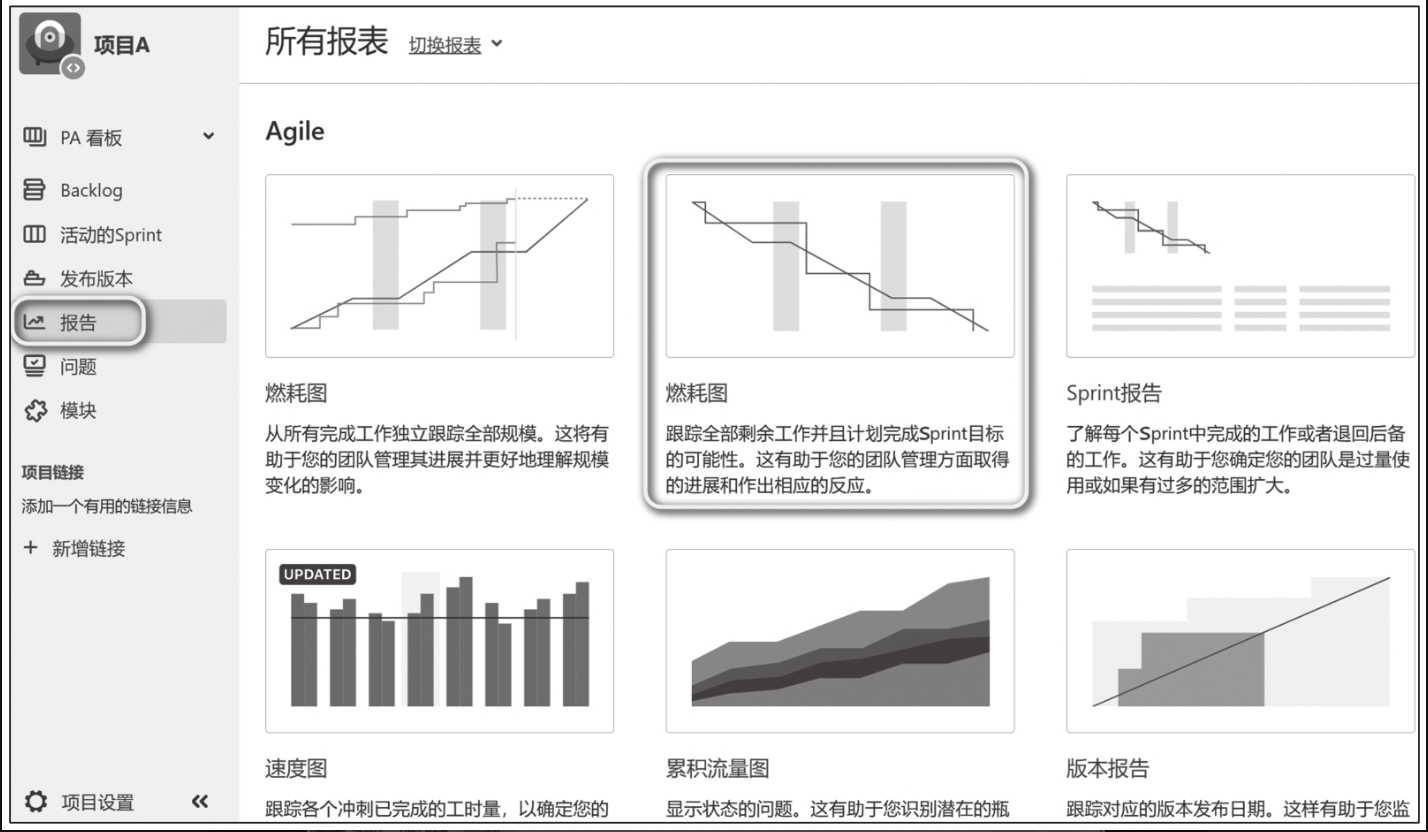 项目A
PA 看板
Backlog
活动的Sprint
发布版本
报告
问题
模块
项目链接
添加一个有用的链接信息
+ 新增链接
项目设置
所有报表 切换报表
Agile
燃耗图
从所有完成工作独立跟踪全部规模。这将有
助于您的团队管理其进展并更好地理解规模
变化的影响。
燃耗图
跟踪全部剩余工作并且计划完成Sprint目标
的可能性。这有助于您的团队管理方面取得
的进展和作出相应的反应。
Sprint报告
了解每个Sprint中完成的工作或者退回后备
的工作。这有助于您确定您的团队是过量使
用或如果有过多的范围扩大。
UPDATED
速度图
跟踪各个冲刺已完成的工时量，以确定您的
累积流量图
显示状态的问题。这有助于您识别潜在的瓶
版本报告
跟踪对应的版本发布日期。这样有助于您监